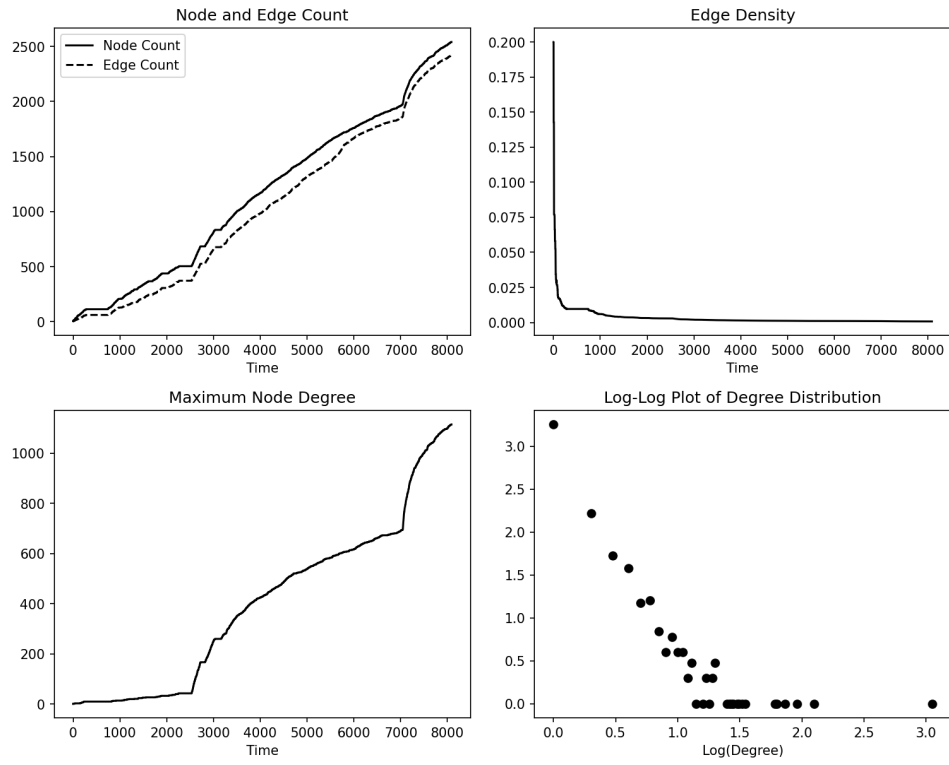 Node and Edge Count
Node Count
Edge Count
2500
2000
1500
1000
500
0
0 1000 2000 3000 4000 5000 6000 7000 8000
Time
Edge Density
0.200
0.175
0.150
0.125
0.100
0.075
0.050
0.025
0.000
0 1000 2000 3000 4000 5000 6000 7000 8000
Time
Maximum Node Degree
1000
800
600
400
200
0
0 1000 2000 3000 4000 5000 6000 7000 8000
Time
Log-Log Plot of Degree Distribution
3.0
2.5
2.0
1.5
1.0
0.5
0.0
0.0 0.5 1.0 1.5 2.0 2.5 3.0
Log(Degree)